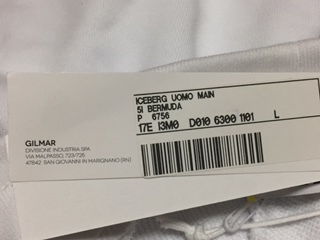 ICEBERG UOMO MAIN
5I BERMUDA
P 6756
17E I3M0 D010 6300 1101 L
GILMAR
DIVISIONE INDUSTRIA SPA
VIA MALPASSO, 723/725
47842 SAN GIOVANNI IN MARIGNANO (RN)